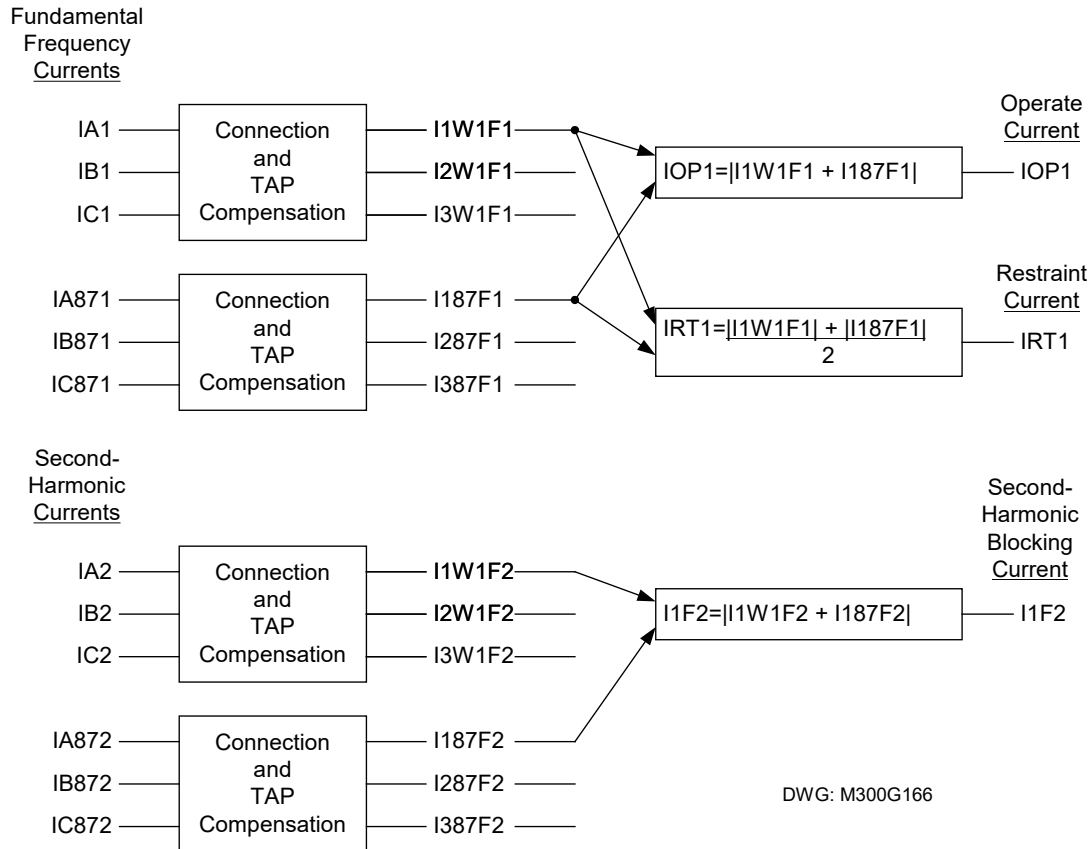 Fundamental
Frequency
Currents
IA1
IB1
IC1
Connection
and
TAP
Compensation
I1W1F1
I2W1F1
I3W1F1
IOP1=|I1W1F1 + I187F1|
Operate
Current
IOP1
IA871
IB871
IC871
Connection
and
TAP
Compensation
I187F1
I287F1
I387F1
IRT1=|I1W1F1| + |I187F1|
2
Restraint
Current
IRT1
Second-
Harmonic
Currents
IA2
IB2
IC2
Connection
and
TAP
Compensation
I1W1F2
I2W1F2
I3W1F2
I1F2=|I1W1F2 + I187F2|
Second-
Harmonic
Blocking
Current
I1F2
IA872
IB872
IC872
Connection
and
TAP
Compensation
I187F2
I287F2
I387F2
DWG: M300G166